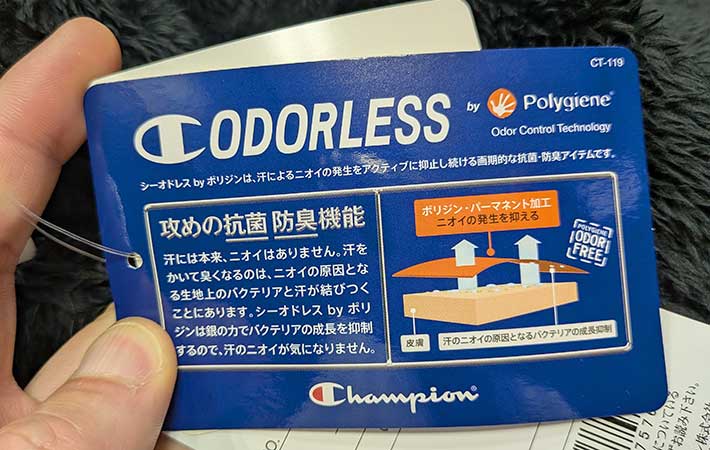 CT-119
C ODORLESS by Polygiene®
Odor Control Technology
シーオドレス by ポリジンは、汗によるニオイの発生をアクティブに抑止し続ける画期的な抗菌・防臭アイテムです。
攻めの抗菌 防臭機能
汗には本来、ニオイはありません。汗を
かいて臭くなるのは、ニオイの原因とな
る生地上のバクテリアと汗が結びつく
ことにあります。シーオドレス by ポリ
ジンは銀の力でバクテリアの成長を抑制
するので、汗のニオイが気になりません。
ポリジン・パーマネント加工
ニオイの発生を抑える
POLYGIENE
ODOR
FREE
皮膚
汗のニオイの原因となるバクテリアの成長抑制
Champion